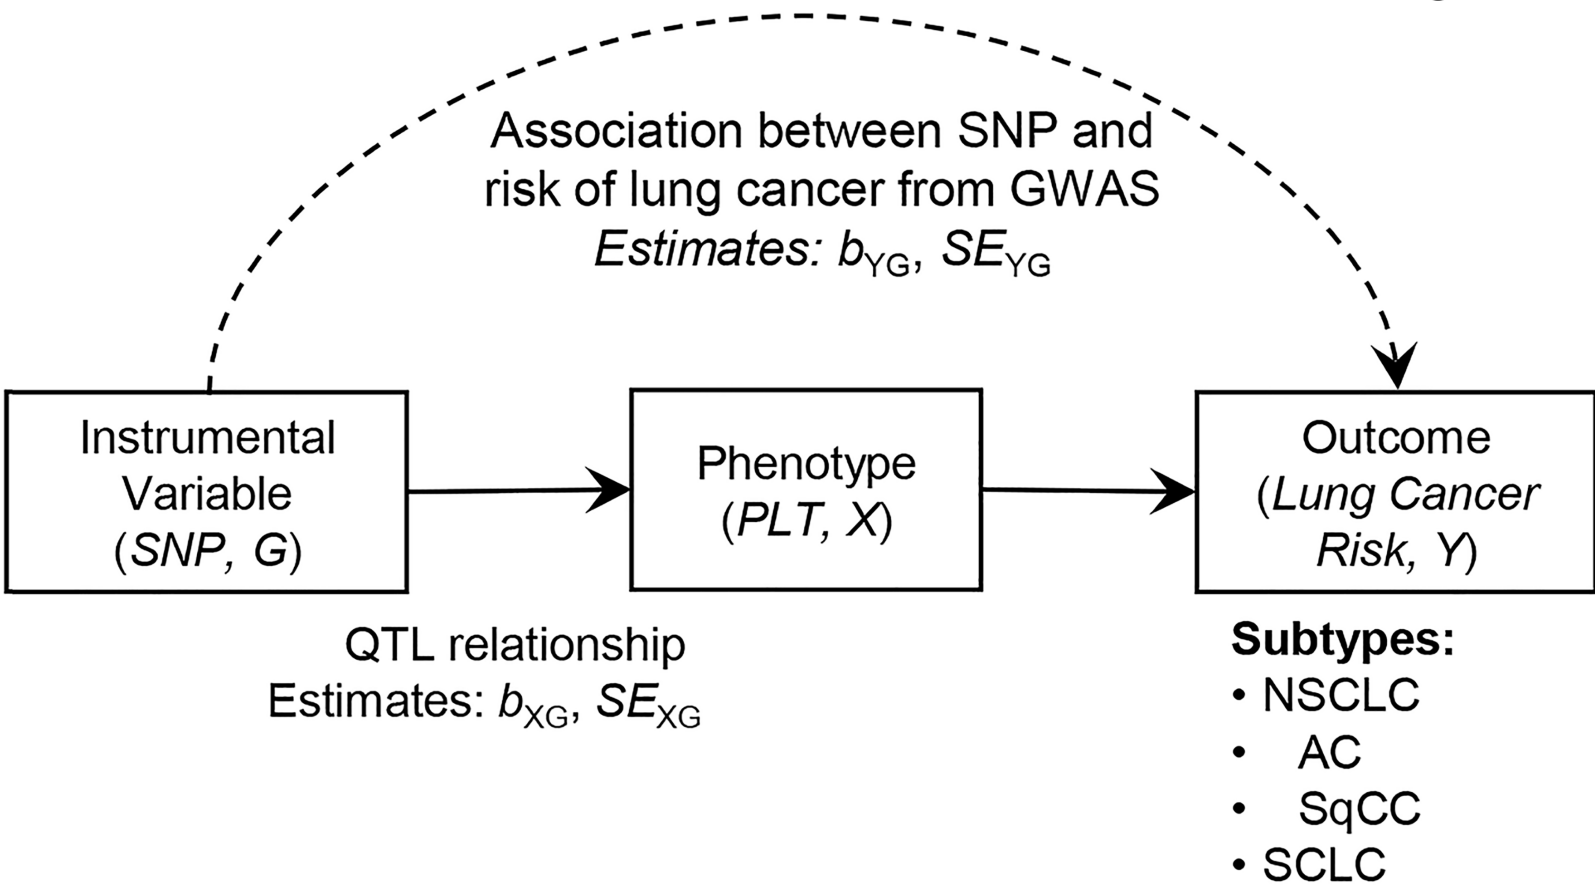 Association between SNP and
risk of lung cancer from GWAS
Estimates: bYG, SEYG
Instrumental
Variable
(SNP, G)
Phenotype
(PLT, X)
Outcome
(Lung Cancer
Risk, Y)
QTL relationship
Estimates: bXG, SEXG
Subtypes:
• NSCLC
• AC
• SqCC
• SCLC